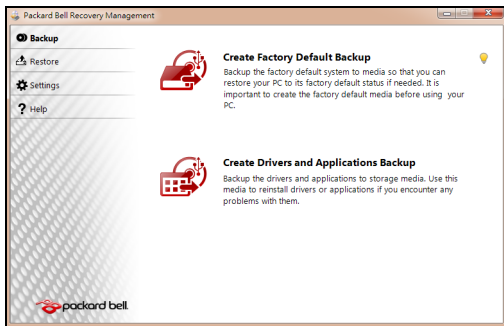 Packard Bell Recovery Management
Backup
Restore
Settings
? Help
Create Factory Default Backup
Backup the factory default system to media so that you can
restore your PC to its factory default status if needed. It is
important to create the factory default media before using your
PC.
Create Drivers and Applications Backup
Backup the drivers and applications to storage media. Use this
media to reinstall drivers or applications if you encounter any
problems with them.
packard bell.